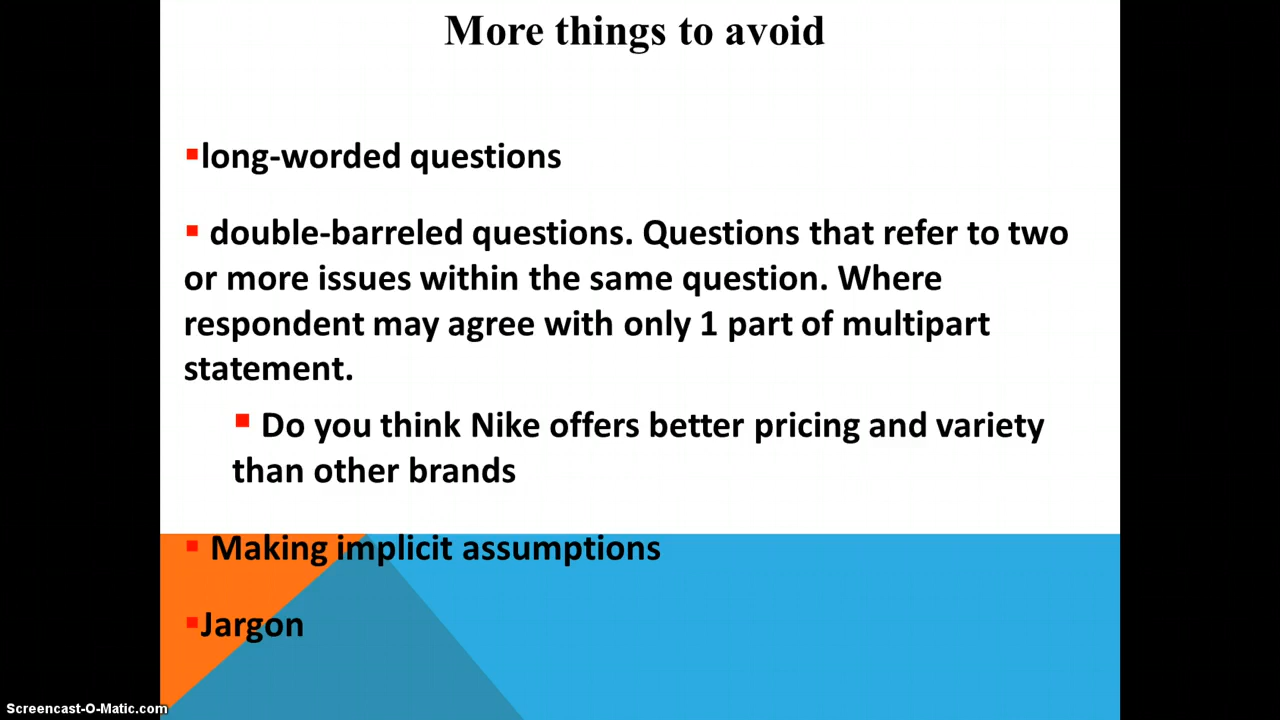 More things to avoid
▪long-worded questions
▪ double-barreled questions. Questions that refer to two
or more issues within the same question. Where
respondent may agree with only 1 part of multipart
statement.
▪ Do you think Nike offers better pricing and variety
than other brands
▪ Making implicit assumptions
▪Jargon
Screencast-O-Matic.com